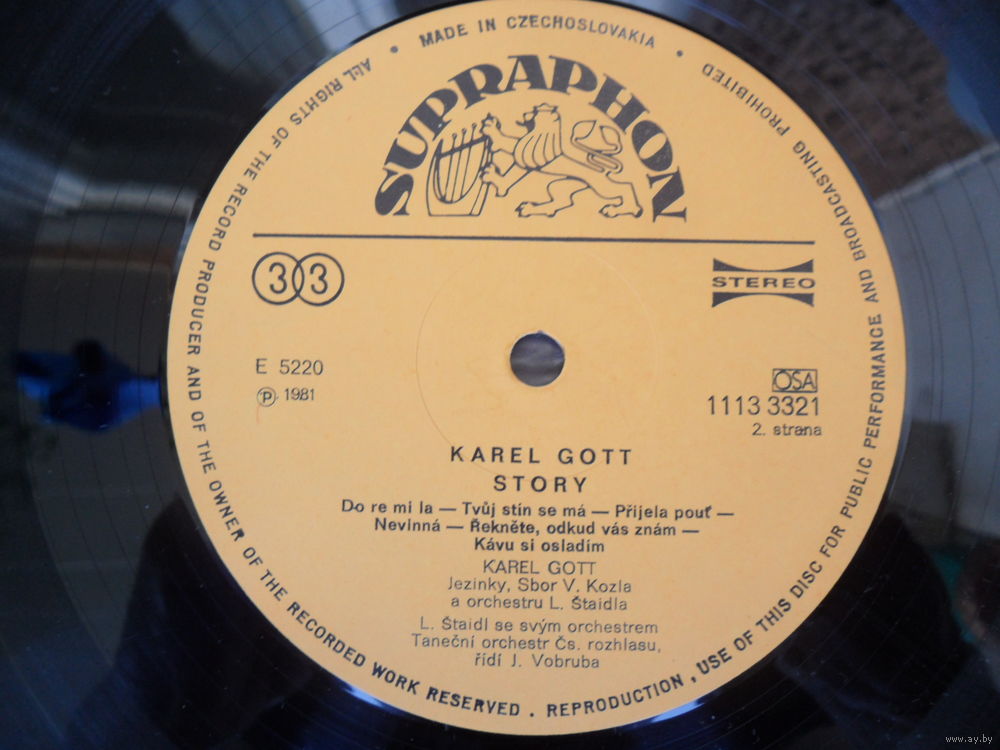 MADE IN CZECHOSLOVAKIA
ALL RIGHTS OF THE RECORD PRODUCER AND OF THE OWNER OF THE RECORDED WORK RESERVED . REPRODUCTION , USE OF THIS DISC FOR PUBLIC PERFORMANCE AND BROADCASTING PROHIBITED
SUPRAPHON
33
STEREO
E 5220
Ⓟ 1981
OSA
1113 3321
2. strana
KAREL GOTT
STORY
Do re mi la — Tvůj stín se má — Přijela pouť —
Nevinná — Řekněte, odkud vás znám —
Kávu si osladím
KAREL GOTT
Jezinky, Sbor V. Kozla
a orchestru L. Štaidla
L. Štaidl se svým orchestrem
Taneční orchestr Čs. rozhlasu,
řídí J. Vobruba
www.ay.by